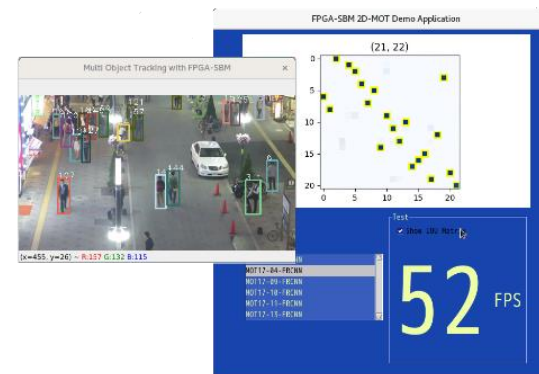 FPGA-SBM 2D-MOT Demo Application
Multi Object Tracking with FPGA-SBM
×
(21, 22)
0
5
10
15
20
0 5 10 15 20
(x=455, y=26) ~ R:157 G:132 B:115
Test
Show IOU
MOT17-04-FRCNN
MOT17-09-FRCNN
MOT17-10-FRCNN
MOT17-11-FRCNN
MOT17-13-FRCNN
52 FPS